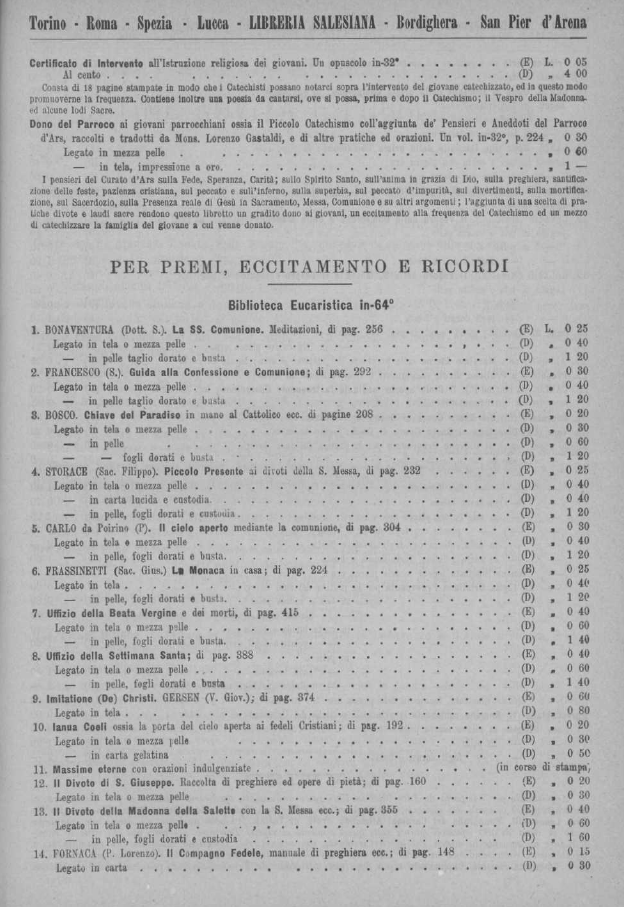 Torino - Roma - Spezia - Lucca - LIBRERIA SALESIANA - Bordighera - San Pier d'Arena
Certificato di Intervento all'Istruzione religiosa dei giovani. Un opuscolo in-32° . . . . . . . . (E) L. 0 05
Al cento . . . . . . . . . . . . . . . . . . . . (D) „ 4 00
Consta di 18 pagine stampate in modo che i Catechisti possano notarci sopra l'intervento del giovane catechizzato, ed in questo modo
promuoverne la frequenza. Contiene inoltre una poesia da cantarsi, ove si possa, prima e dopo il Catechismo; il Vespro della Madonna
ed alcune lodi Sacre.
Dono del Parroco ai giovani parrocchiani ossia il Piccolo Catechismo coll'aggiunta de' Pensieri e Aneddoti del Parroco
d'Ars, raccolti e tradotti da Mons. Lorenzo Gastaldi, e di altre pratiche ed orazioni. Un vol. in-32°, p. 224 „ 0 30
Legato in mezza pelle . . . . . . . . . . . . . . . . „ 0 60
— in tela, impressione a oro. . . . . . . . . . . . . . . . „ 1 —
I pensieri del Curato d'Ars sulla Fede, Speranza, Carità; sullo Spirito Santo, sull'anima in grazia di Dio, sulla preghiera, santifica-
zione delle feste, pazienza cristiana, sul peccato e sull'inferno, sulla superbia, sul peccato d'impurità, sui divertimenti, sulla mortifica-
zione, sul Sacerdozio, sulla Presenza reale di Gesù in Sacramento, Messa, Comunione e su altri argomenti; l'aggiunta di una scelta di pra-
tiche divote e laudi sacre rendono questo libretto un gradito dono ai giovani, un eccitamento alla frequenza del Catechismo ed un mezzo
di catechizzare la famiglia del giovane a cui venne donato.
PER PREMI, ECCITAMENTO E RICORDI
Biblioteca Eucaristica in-64°
1. BONAVENTURA (Dott. S.). La SS. Comunione. Meditazioni, di pag. 256 . . . . . . . . (E) L. 0 25
Legato in tela o mezza pelle . . . . . . . . . . . . . . . . (D) „ 0 40
— in pelle taglio dorato e busta . . . . . . . . . . . . . . (D) „ 1 20
2. FRANCESCO (S.). Guida alla Confessione e Comunione; di pag. 292 . . . . . . . . (E) „ 0 30
Legato in tela o mezza pelle . . . . . . . . . . . . . . . . (D) „ 0 40
— in pelle taglio dorato e busta . . . . . . . . . . . . . . (D) „ 1 20
3. BOSCO. Chiave del Paradiso in mano al Cattolico ecc. di pagine 208 . . . . . . . . (E) „ 0 20
Legato in tela o mezza pelle . . . . . . . . . . . . . . . . (D) „ 0 30
— in pelle . . . . . . . . . . . . . . . . (D) „ 0 60
— — fogli dorati e busta . . . . . . . . . . . . . . (D) „ 1 20
4. STORACE (Sac. Filippo). Piccolo Presente ai divoti della S. Messa, di pag. 232 . . . . . . (E) „ 0 25
Legato in tela o mezza pelle . . . . . . . . . . . . . . . . (D) „ 0 40
— in carta lucida e custodia . . . . . . . . . . . . . . (D) „ 0 40
— in pelle, fogli dorati e custodia . . . . . . . . . . . . . . (D) „ 1 20
5. CARLO da Poirino (P). Il cielo aperto mediante la comunione, di pag. 304 . . . . . . . . (E) „ 0 30
Legato in tela o mezza pelle . . . . . . . . . . . . . . . . (D) „ 0 40
— in pelle, fogli dorati e busta. . . . . . . . . . . . . . . (D) „ 1 20
6. FRASSINETTI (Sac. Gius.) La Monaca in casa; di pag. 224 . . . . . . . . . . (E) „ 0 25
Legato in tela . . . . . . . . . . . . . . . . (D) „ 0 40
— in pelle, fogli dorati e busta. . . . . . . . . . . . . . . (D) „ 1 20
7. Uffizio della Beata Vergine e dei morti, di pag. 415 . . . . . . . . . . (E) „ 0 40
Legato in tela o mezza pelle . . . . . . . . . . . . . . . . (D) „ 0 60
— in pelle, fogli dorati e busta. . . . . . . . . . . . . . . (D) „ 1 40
8. Uffizio della Settimana Santa; di pag. 388 . . . . . . . . . . . . (E) „ 0 40
Legato in tela o mezza pelle . . . . . . . . . . . . . . . . (D) „ 0 60
— in pelle, fogli dorati e busta . . . . . . . . . . . . . . (D) „ 1 40
9. Imitatione (De) Christi. GERSEN (V. Giov.); di pag. 374 . . . . . . . . . . (E) „ 0 60
Legato in tela . . . . . . . . . . . . . . . . (D) „ 0 80
10. Ianua Coeli ossia la porta del cielo aperta ai fedeli Cristiani; di pag. 192 . . . . . . (E) „ 0 20
Legato in tela o mezza pelle . . . . . . . . . . . . . . (D) „ 0 30
— in carta gelatina . . . . . . . . . . . . . . (D) „ 0 50
11. Massime eterne con orazioni indolgenziate . . . . . . . . . . . . (in corso di stampa)
12. Il Divoto di S. Giuseppe. Raccolta di preghiere ed opere di pietà; di pag. 160 . . . . . . (E) „ 0 20
Legato in tela o mezza pelle . . . . . . . . . . . . . . (D) „ 0 30
13. Il Divoto della Madonna della Salette con la S. Messa ecc.; di pag. 355 . . . . . . . . (E) „ 0 40
Legato in tela o mezza pelle . . . . . . . . . . . . . . . . (D) „ 0 60
— in pelle, fogli dorati e custodia . . . . . . . . . . . . . . (D) „ 1 60
14. FORNACA (P. Lorenzo). Il Compagno Fedele, manuale di preghiera ecc.; di pag. 148 . . . . (E) „ 0 15
Legato in carta . . . . . . . . . . . . . . (D) „ 0 30